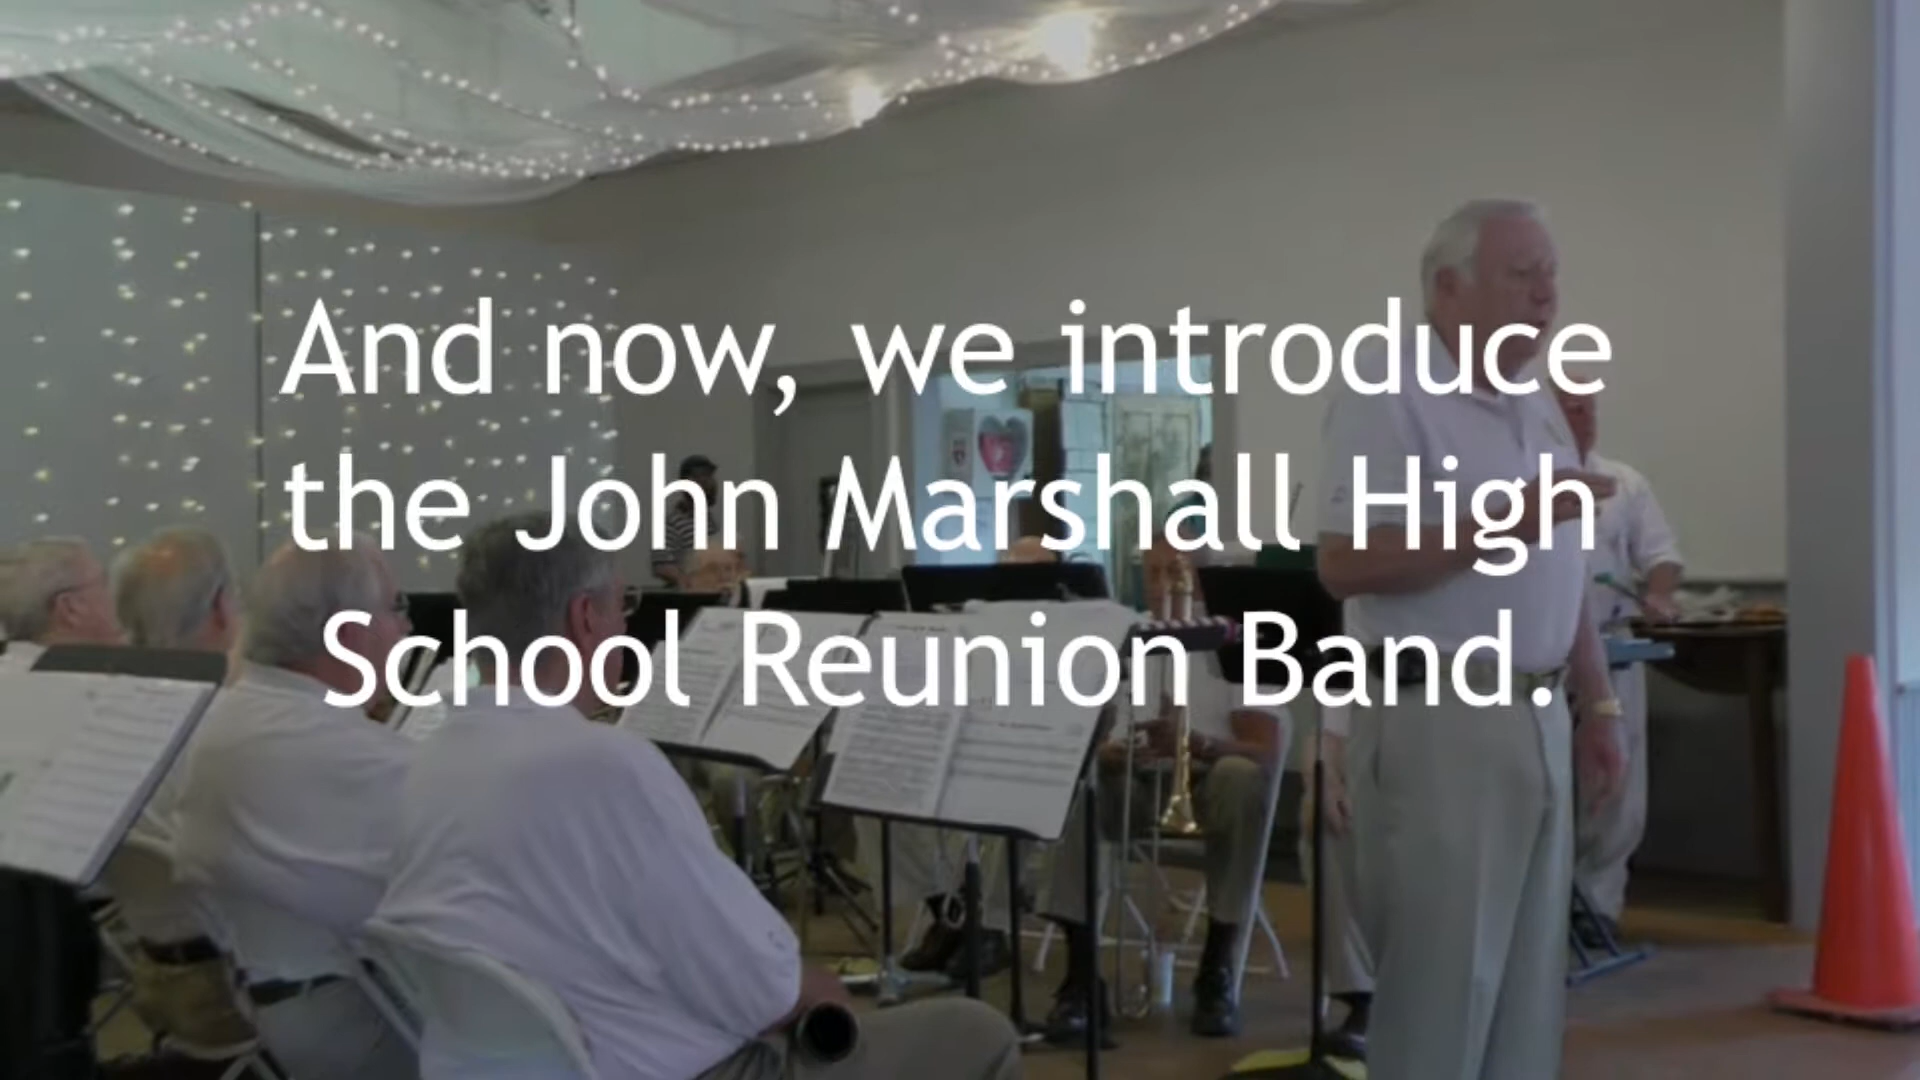 And now, we introduce
the John Marshall High
School Reunion Band.